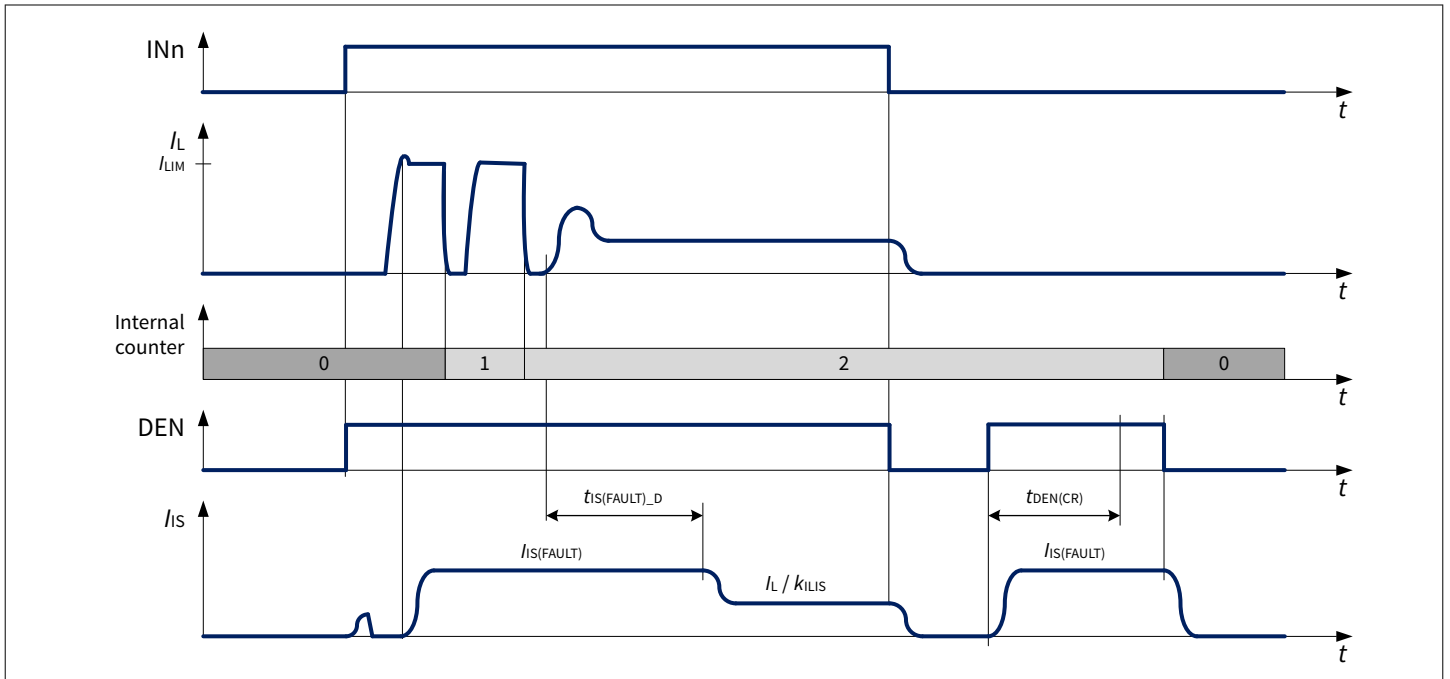 INn
t
IL
ILIM
t
Internal
counter
0 1 2 0
t
DEN
t
tIS(FAULT)_D tDEN(CR)
IIS
IIS(FAULT) IIS(FAULT)
IL / kILIS
t